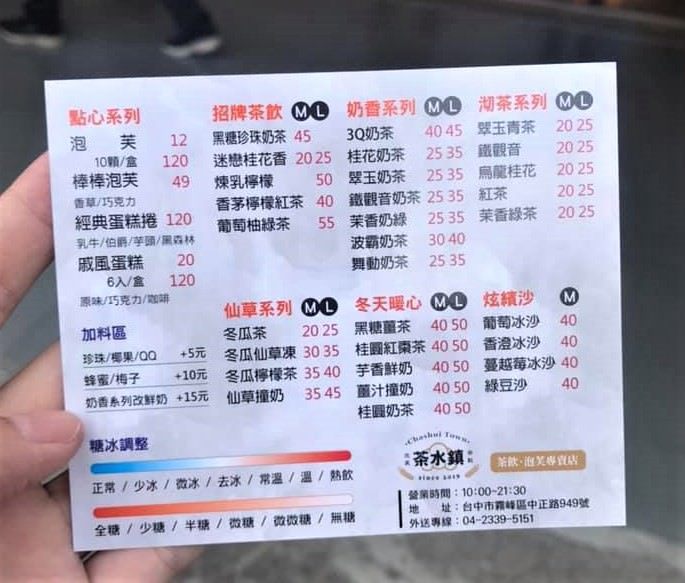 點心系列
泡芙 12
10顆/盒 120
棒棒泡芙 49
香草/巧克力
經典蛋糕捲 120
乳牛/伯爵/芋頭/黑森林
戚風蛋糕 20
6入/盒 120
原味/巧克力/咖啡
加料區
珍珠/椰果/QQ +5元
蜂蜜/梅子 +10元
奶香系列改鮮奶 +15元
招牌茶飲 M L
黑糖珍珠奶茶 45
迷戀桂花香 20 25
煉乳檸檬 50
香茅檸檬紅茶 40
葡萄柚綠茶 55
奶香系列 M L
3Q奶茶 40 45
桂花奶茶 25 35
翠玉奶茶 25 35
鐵觀音奶茶 25 35
茉香奶綠 25 35
波霸奶茶 30 40
舞動奶茶 25 35
沏茶系列 M L
翠玉青茶 20 25
鐵觀音 20 25
烏龍桂花 20 25
紅茶 20 25
茉香綠茶 20 25
仙草系列 M L
冬瓜茶 20 25
冬瓜仙草凍 30 35
冬瓜檸檬茶 35 40
仙草撞奶 35 45
冬天暖心 M L
黑糖薑茶 40 50
桂圓紅棗茶 40 50
芋香鮮奶 40 50
薑汁撞奶 40 50
桂圓奶茶 40 50
炫繽沙 M
葡萄冰沙 40
香澄冰沙 40
蔓越莓冰沙 40
綠豆沙 40
糖冰調整
正常 / 少冰 / 微冰 / 去冰 / 常溫 / 溫 / 熱飲
全糖 / 少糖 / 半糖 / 微糖 / 微微糖 / 無糖
Chashui Town
茶水鎮
since 2019
茶飲·泡芙專賣店
營業時間：10:00-21:30
地 址：台中市霧峰區中正路949號
外送專線：04-2339-5151